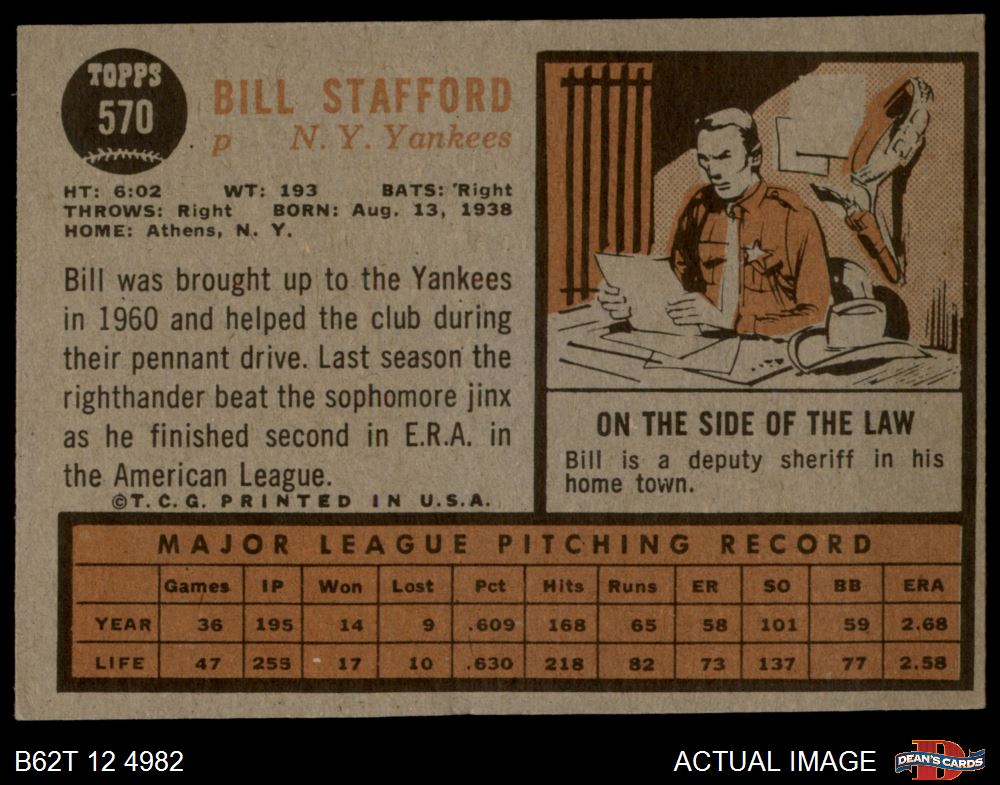 TOPPS
570
BILL STAFFORD
p N. Y. Yankees
HT: 6:02 WT: 193 BATS: Right
THROWS: Right BORN: Aug. 13, 1938
HOME: Athens, N. Y.
Bill was brought up to the Yankees
in 1960 and helped the club during
their pennant drive. Last season the
righthander beat the sophomore jinx
as he finished second in E.R.A. in
the American League.
©T.C.G. PRINTED IN U.S.A.
ON THE SIDE OF THE LAW
Bill is a deputy sheriff in his
home town.
MAJOR LEAGUE PITCHING RECORD
Games IP Won Lost Pct Hits Runs ER SO BB ERA
YEAR 36 195 14 9 .609 168 65 58 101 59 2.68
LIFE 47 255 17 10 .630 218 82 73 137 77 2.58
B62T 12 4982
ACTUAL IMAGE
DEAN'S CARDS